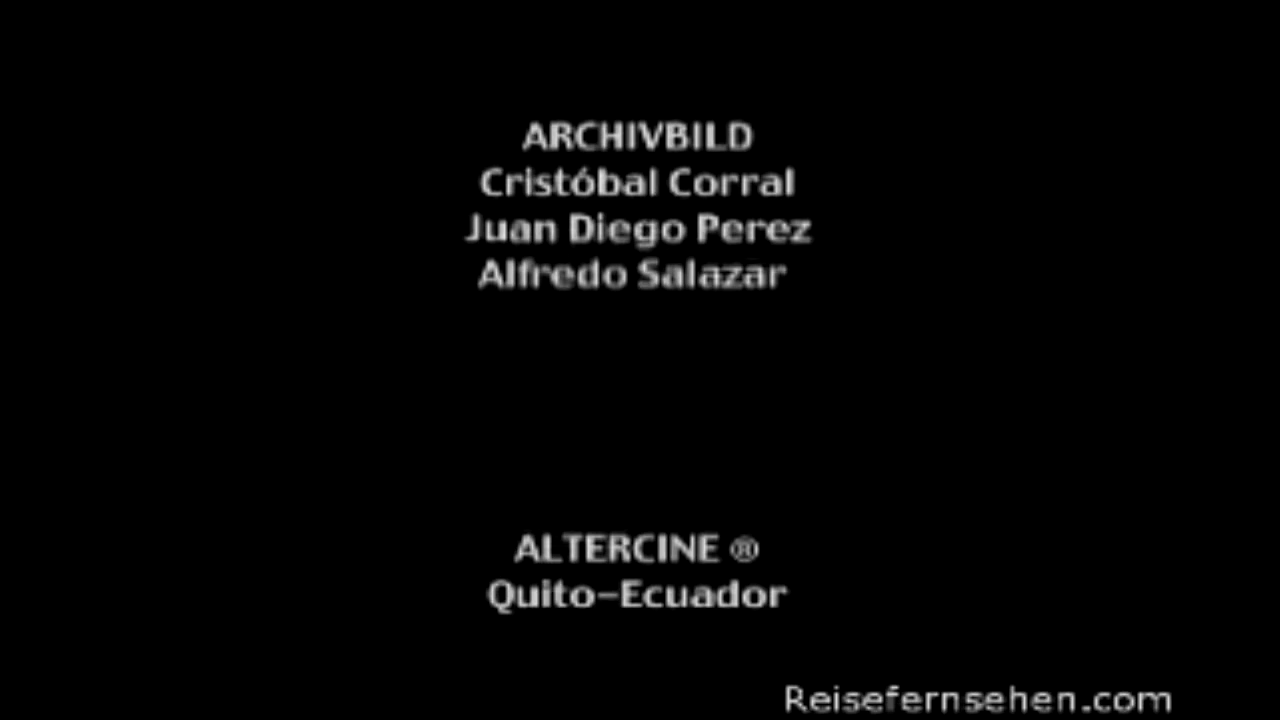 ARCHIVBILD
Cristóbal Corral
Juan Diego Perez
Alfredo Salazar
ALTERCINE ®
Quito-Ecuador
Reisefernsehen.com